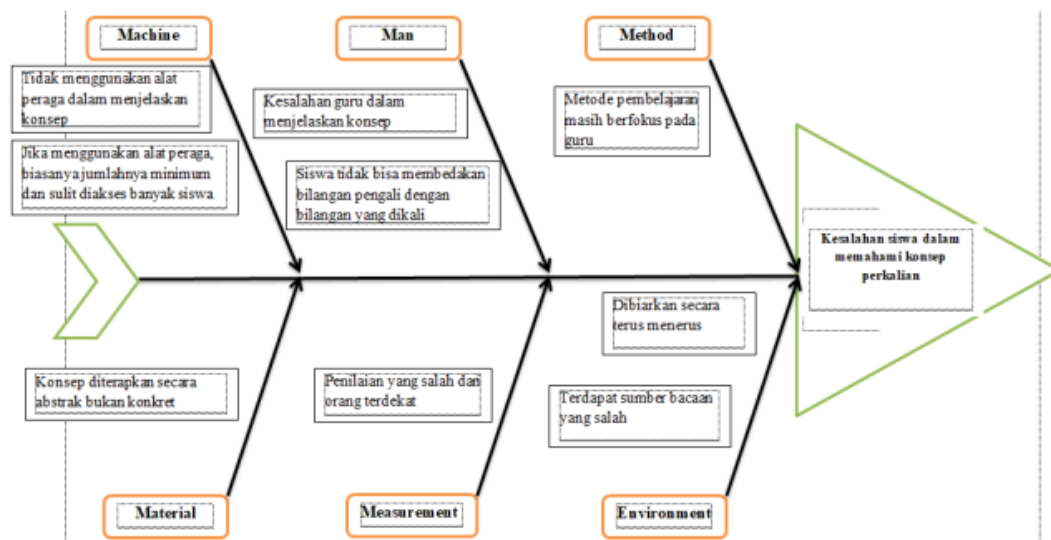 Machine
Man
Method
Tidak menggunakan alat
peraga dalam menjelaskan
konsep
Jika menggunakan alat peraga,
biasanya jumlahnya minimum
dan sulit diakses banyak siswa
Kesalahan guru dalam
menjelaskan konsep
Siswa tidak bisa membedakan
bilangan pengali dengan
bilangan yang dikali
Metode pembelajaran
masih berfokus pada
guru
Kesalahan siswa dalam
memahami konsep
perkalian
Konsep diterapkan secara
abstrak bukan konkret
Penilaian yang salah dari
orang terdekat
Dibiarkan secara
terus menerus
Terdapat sumber bacaan
yang salah
Material
Measurement
Environment